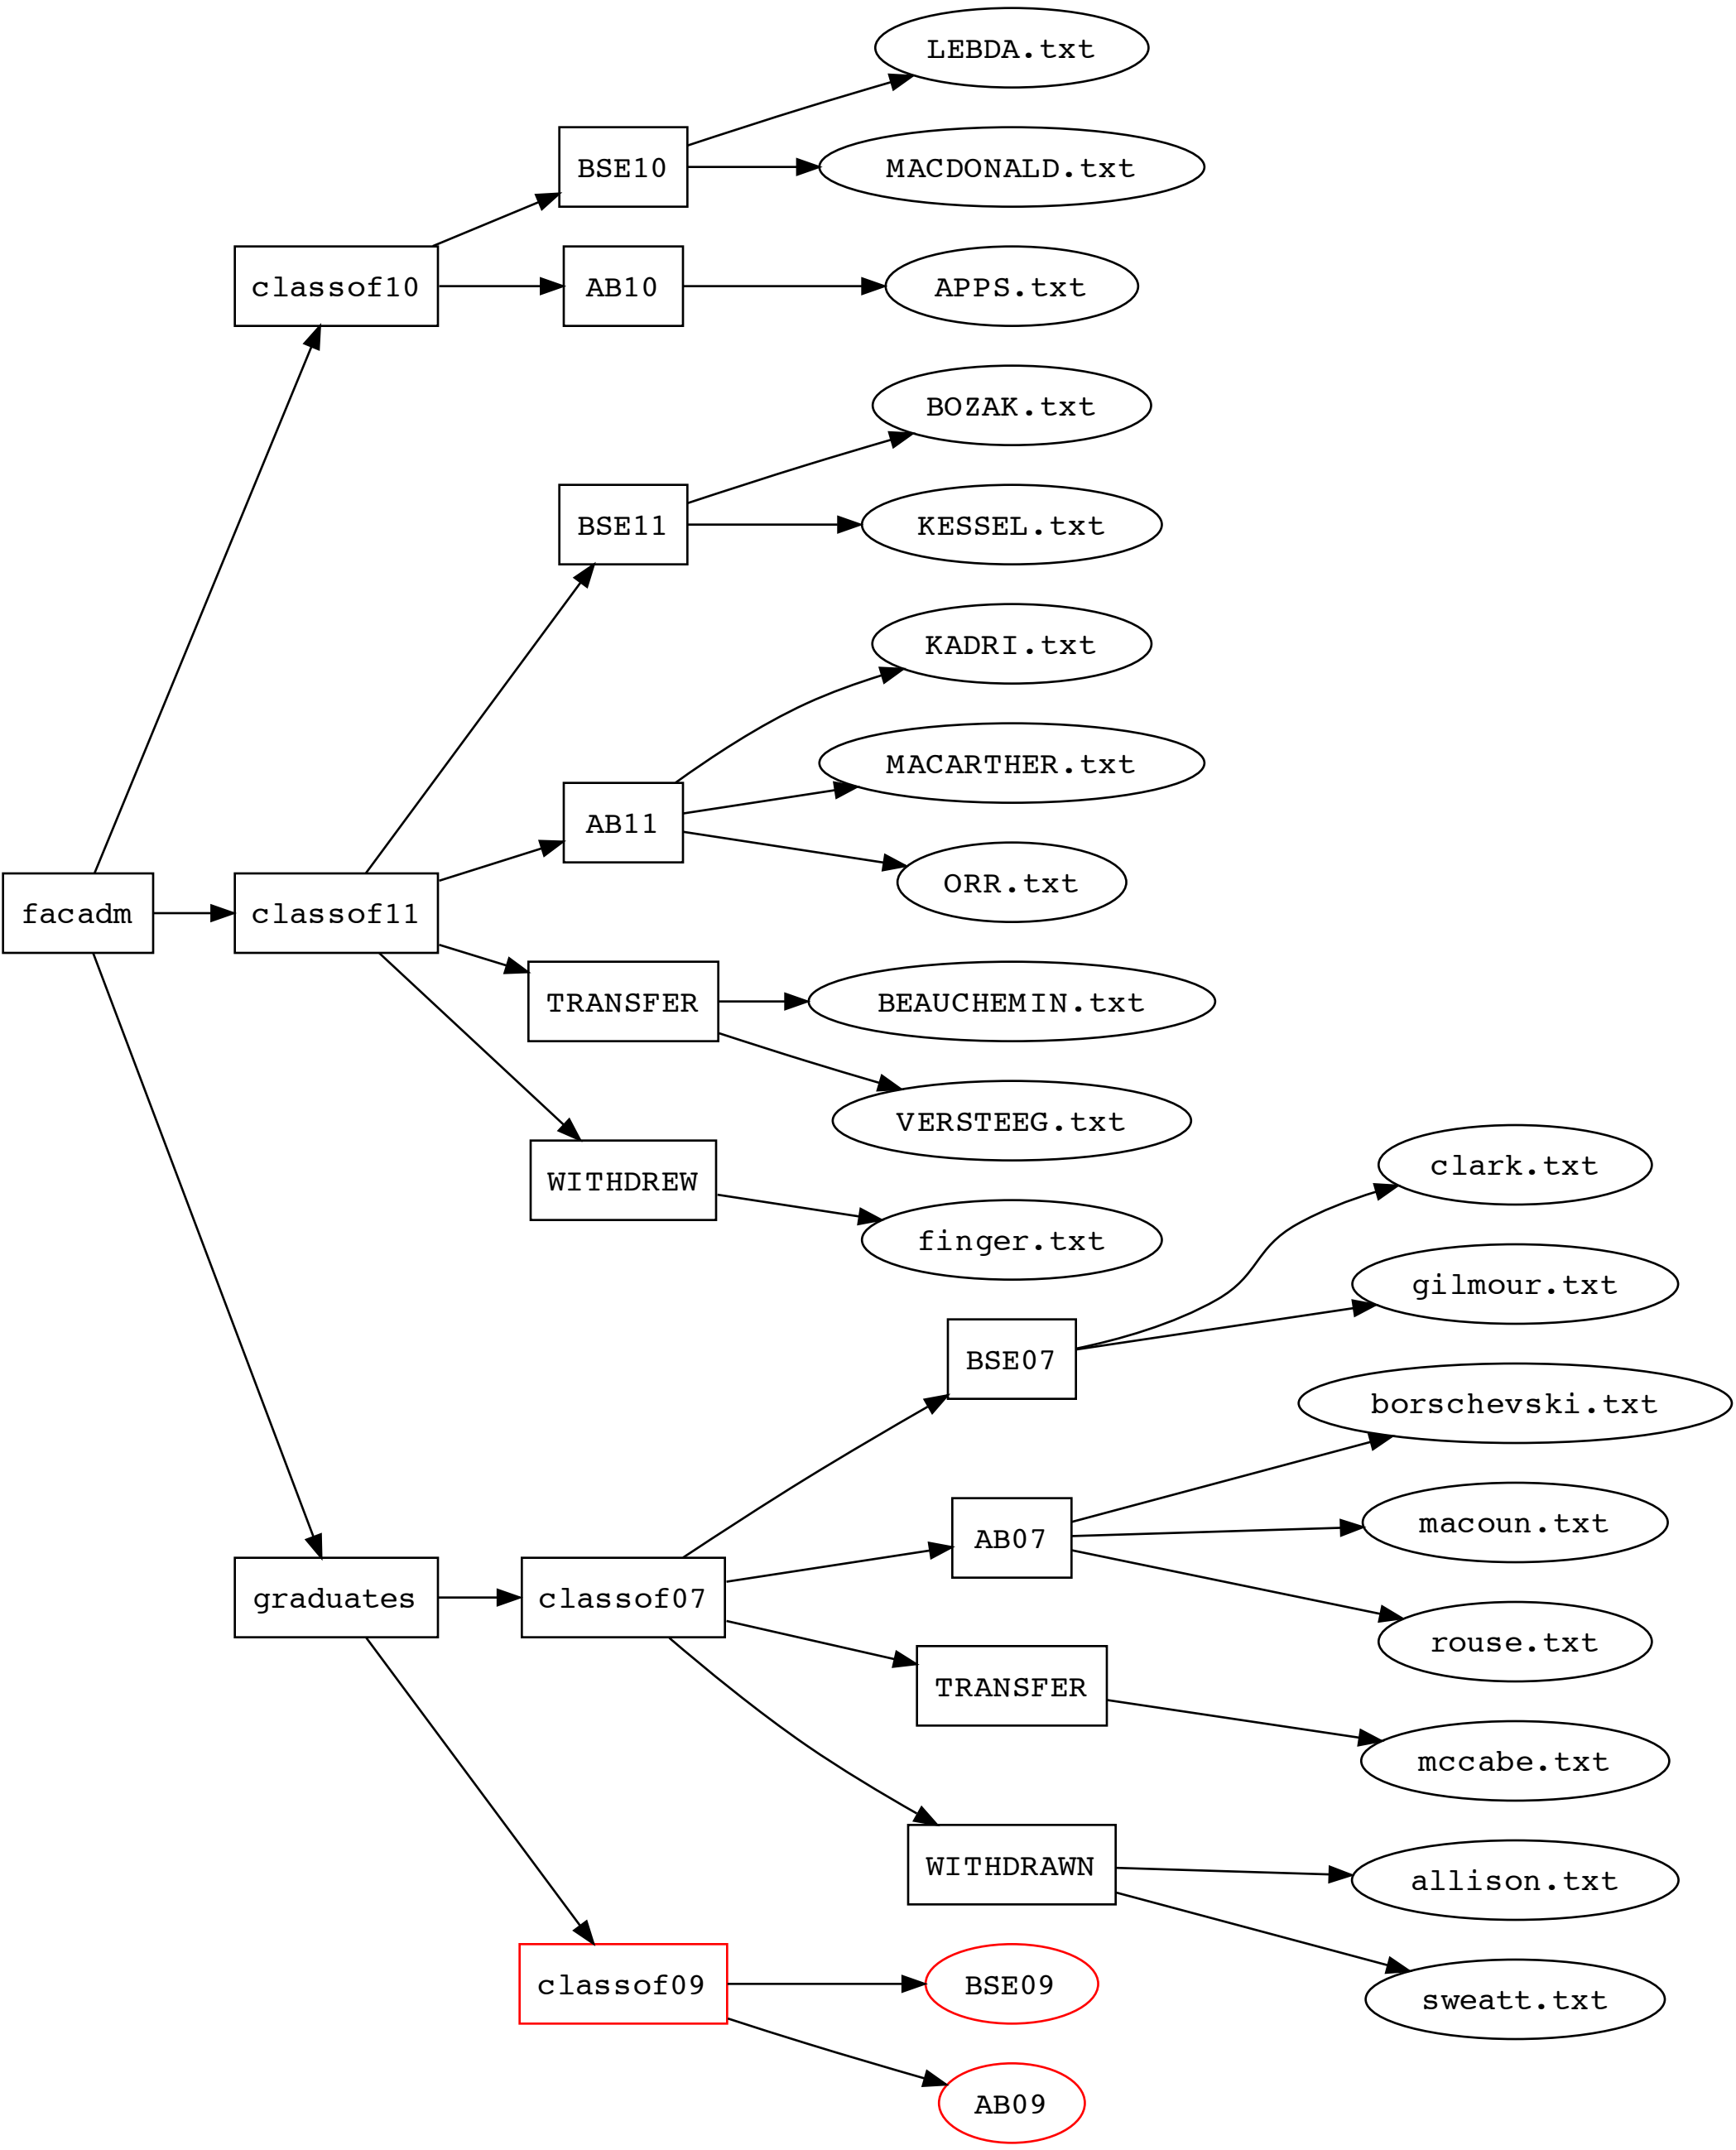 LEBDA.txt
BSE10
MACDONALD.txt
classof10
AB10
APPS.txt
BOZAK.txt
BSE11
KESSEL.txt
KADRI.txt
MACARTHER.txt
AB11
ORR.txt
facadm
classof11
TRANSFER
BEAUCHEMIN.txt
VERSTEEG.txt
WITHDREW
finger.txt
clark.txt
gilmour.txt
BSE07
borschevski.txt
macoun.txt
AB07
graduates
classof07
rouse.txt
TRANSFER
mccabe.txt
WITHDRAWN
allison.txt
classof09
BSE09
sweatt.txt
AB09